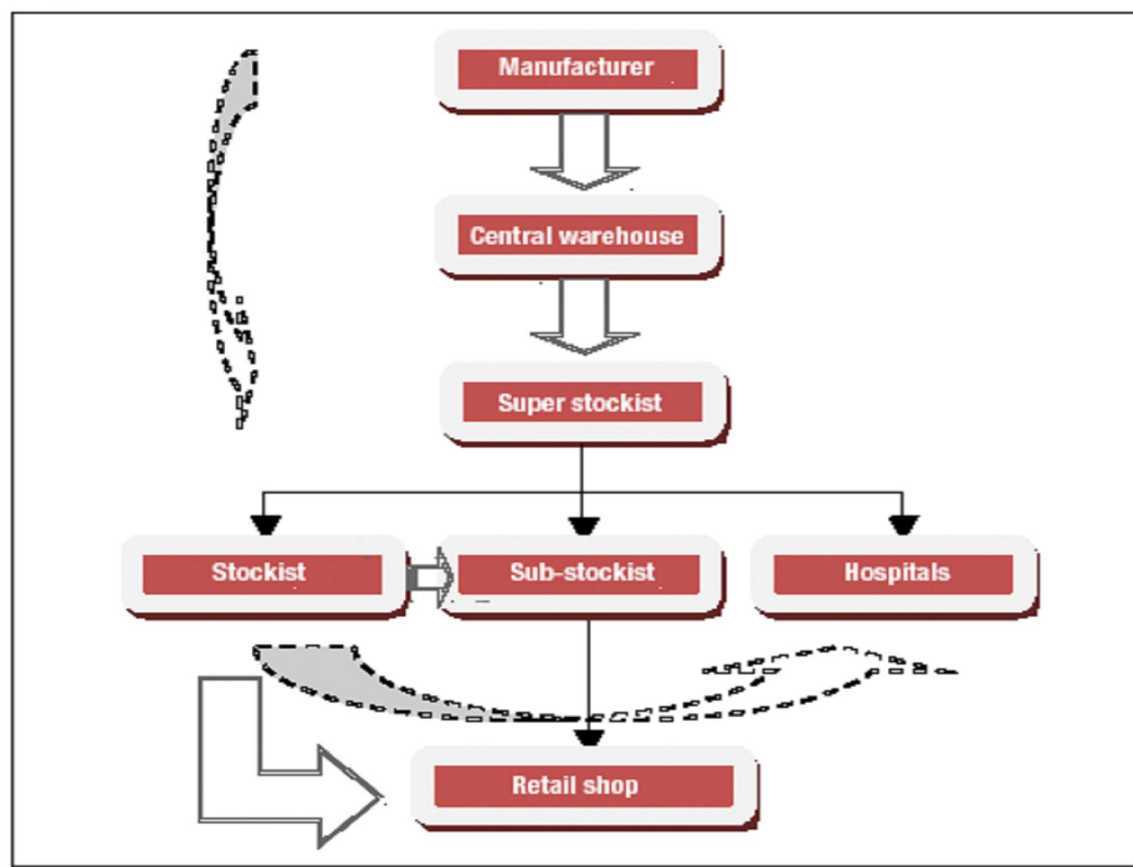 Manufacturer
Central warehouse
Super stockist
Stockist
Sub-stockist
Hospitals
Retail shop